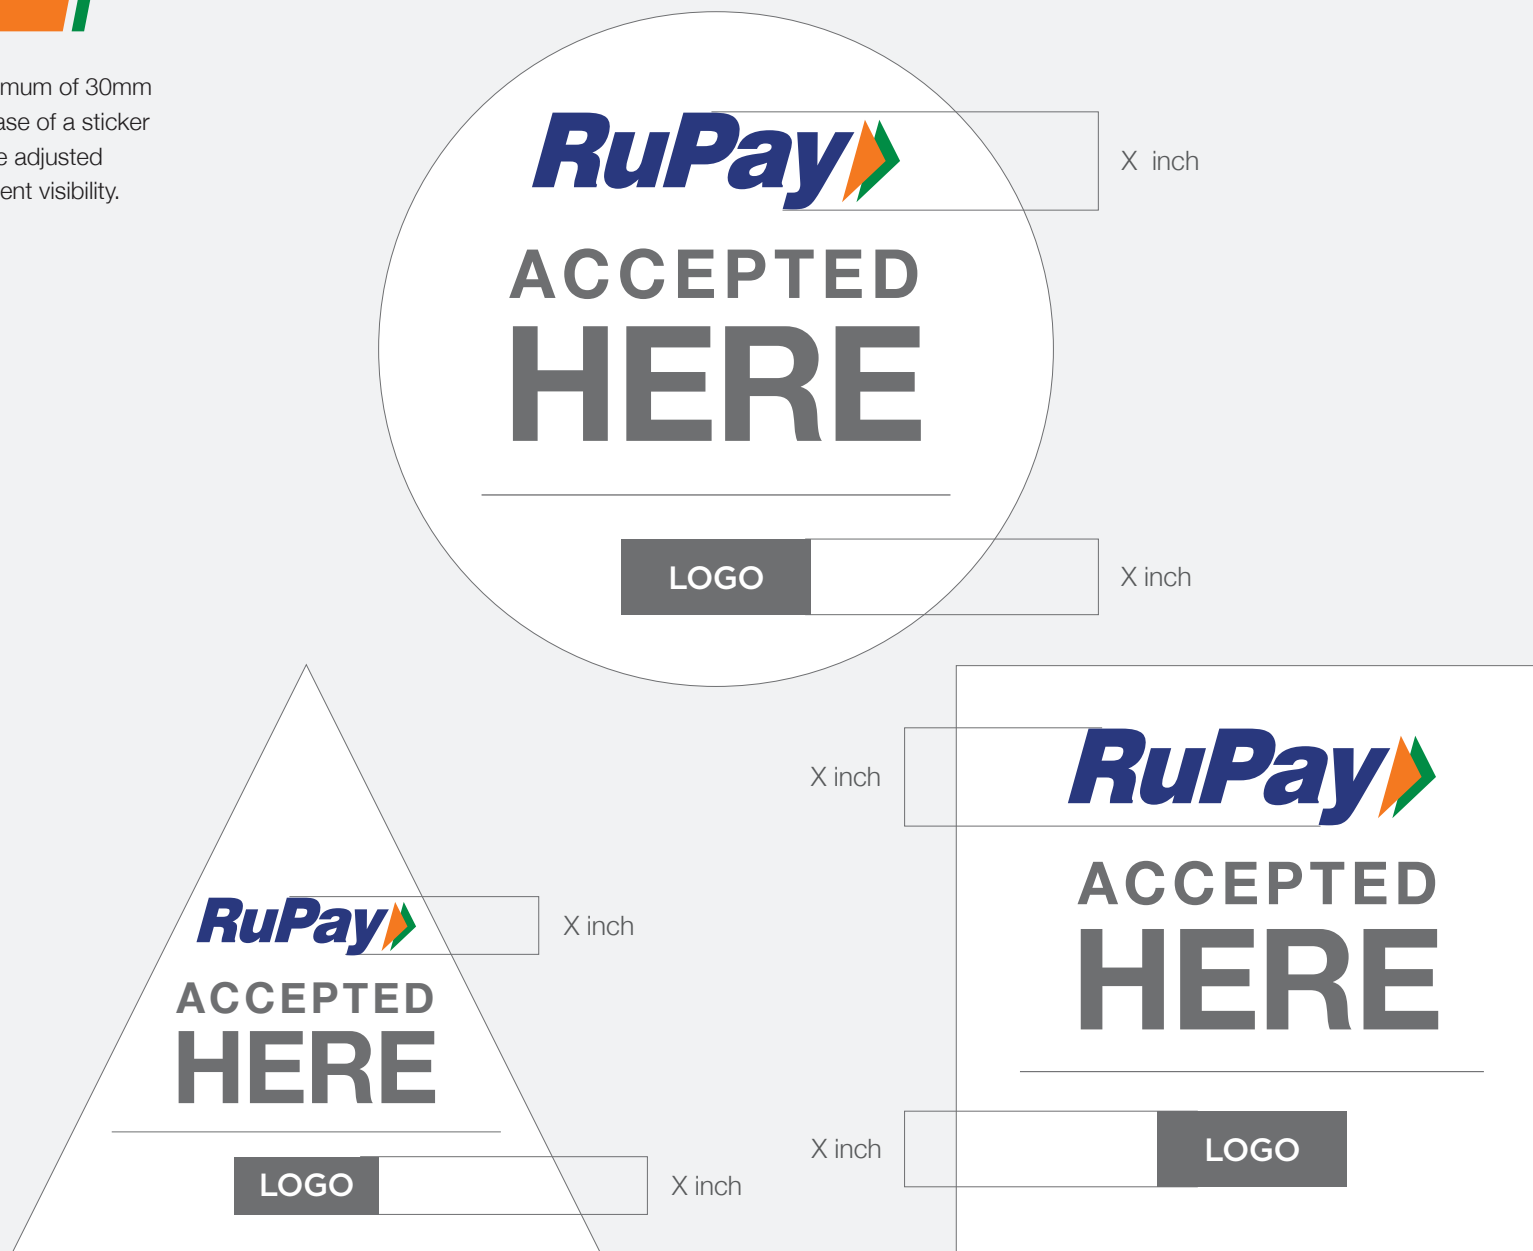 mum of 30mm
ase of a sticker
e adjusted
ent visibility.
RuPay
X inch
ACCEPTED
HERE
LOGO
X inch
RuPay
X inch
ACCEPTED
HERE
LOGO
X inch
X inch
RuPay
ACCEPTED
HERE
X inch
LOGO